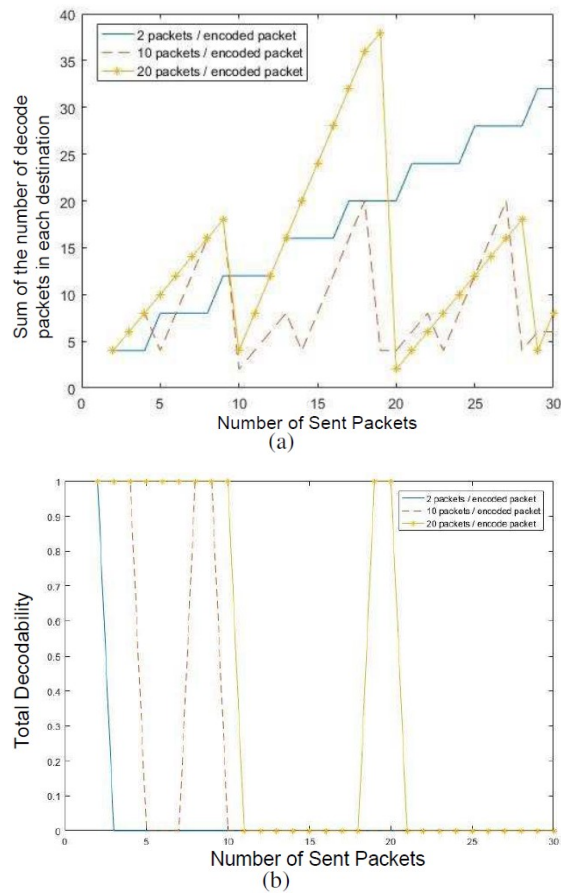 40
35
30
25
20
15
10
5
0
2 packets / encoded packet
10 packets / encoded packet
20 packets / encoded packet
Sum of the number of decode
packets in each destination
0 5 10 15 20 25 30
Number of Sent Packets
(a)
1
0.9
0.8
0.7
0.6
0.5
0.4
0.3
0.2
0.1
0
2 packets / encoded packet
10 packets / encoded packet
20 packets / encode packet
Total Decodability
0 5 10 15 20 25 30
Number of Sent Packets
(b)